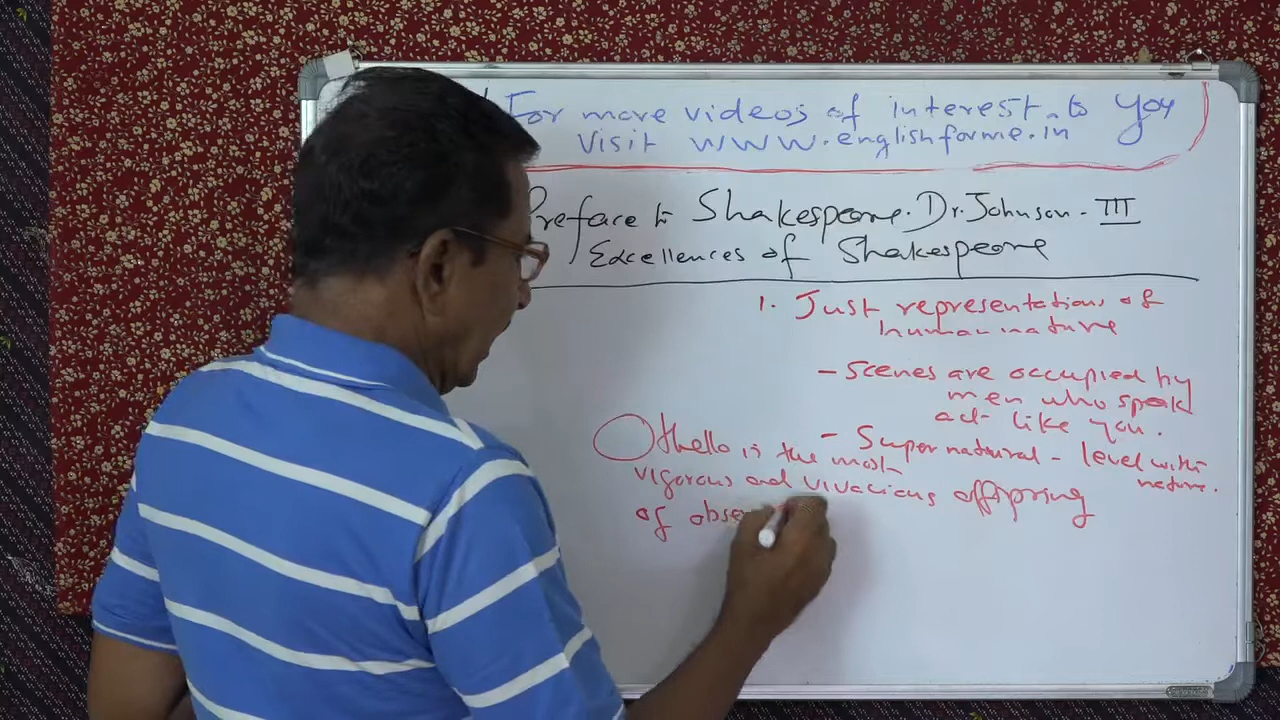 For more videos of interest to you
Visit www.englishforme.in
Preface to Shakespeare. Dr. Johnson - III
Excellences of Shakespeare
1. Just representations of
human nature
- Scenes are occupied by
men who speak
act like you.
- Supernatural - level with
nature.
Othello is the most
vigorous and vivacious offspring
of obse